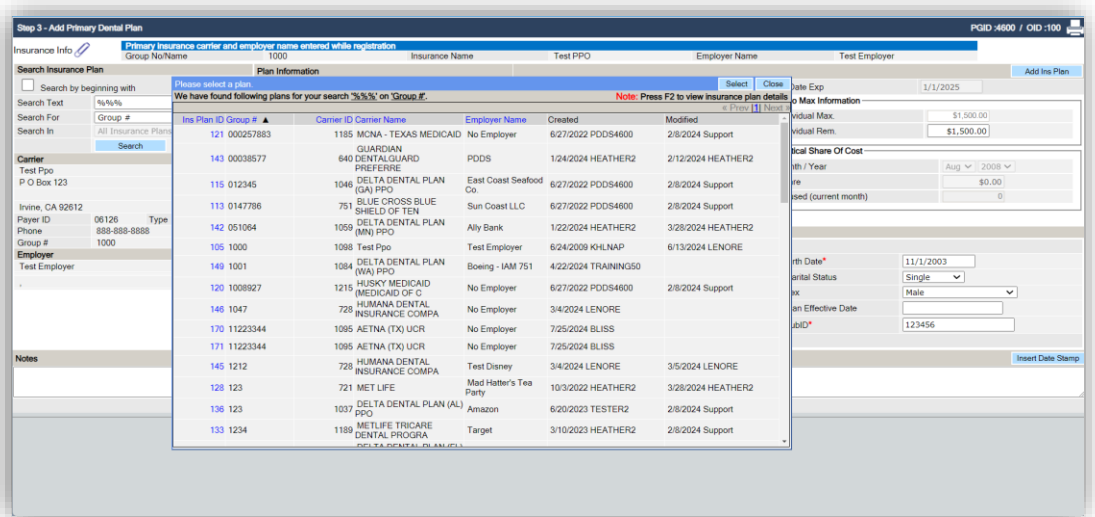 Step 3 - Add Primary Dental Plan PGID :4600 / OID :100
Insurance Info Primary Insurance carrier and employer name entered while registration
Group No/Name 1000 Insurance Name Test PPO Employer Name Test Employer
Search Insurance Plan Plan Information Add Ins Plan
Search by beginning with
Search Text %%%
Search For Group #
Search In All Insurance Plans
Search
Carrier
Test Ppo
P O Box 123
Irvine, CA 92612
Payer ID 06126 Type
Phone 888-888-8888
Group # 1000
Employer
Test Employer
,
Notes
Please select a plan. Select Close
We have found following plans for your search '%%%' on 'Group #'. Note: Press F2 to view insurance plan details
« Prev [1] Next »
Ins Plan ID Group # ▲ Carrier ID Carrier Name Employer Name Created Modified
121 000257883 1185 MCNA - TEXAS MEDICAID No Employer 6/27/2022 PDDS4600 2/8/2024 Support
143 00038577 640 GUARDIAN DENTALGUARD PREFERRE PDDS 1/24/2024 HEATHER2 2/12/2024 HEATHER2
115 012345 1046 DELTA DENTAL PLAN (GA) PPO East Coast Seafood Co. 6/27/2022 PDDS4600 2/8/2024 Support
113 0147786 751 BLUE CROSS BLUE SHIELD OF TEN Sun Coast LLC 6/27/2022 PDDS4600 2/8/2024 Support
142 051064 1059 DELTA DENTAL PLAN (MN) PPO Ally Bank 1/22/2024 HEATHER2 3/28/2024 HEATHER2
105 1000 1098 Test Ppo Test Employer 6/24/2009 KHLNAP 6/13/2024 LENORE
149 1001 1084 DELTA DENTAL PLAN (WA) PPO Boeing - IAM 751 4/22/2024 TRAINING50
120 1008927 1215 HUSKY MEDICAID (MEDICAID OF C No Employer 6/27/2022 PDDS4600 2/8/2024 Support
146 1047 728 HUMANA DENTAL INSURANCE COMPA No Employer 3/4/2024 LENORE
170 11223344 1095 AETNA (TX) UCR No Employer 7/25/2024 BLISS
171 11223344 1095 AETNA (TX) UCR No Employer 7/25/2024 BLISS
145 1212 728 HUMANA DENTAL INSURANCE COMPA Test Disney 3/4/2024 LENORE 3/5/2024 LENORE
128 123 721 MET LIFE Mad Hatter's Tea Party 10/3/2022 HEATHER2 3/28/2024 HEATHER2
136 123 1037 DELTA DENTAL PLAN (AL) PPO Amazon 6/20/2023 TESTER2 2/8/2024 Support
133 1234 1189 METLIFE TRICARE DENTAL PROGRA Target 3/10/2023 HEATHER2 2/8/2024 Support
Date Exp 1/1/2025
o Max Information
vidual Max. $1,500.00
vidual Rem. $1,500.00
tical Share Of Cost
nth / Year Aug 2008
re $0.00
used (current month) 0
rth Date* 11/1/2003
arital Status Single
ex Male
an Effective Date
ubID* 123456
Insert Date Stamp